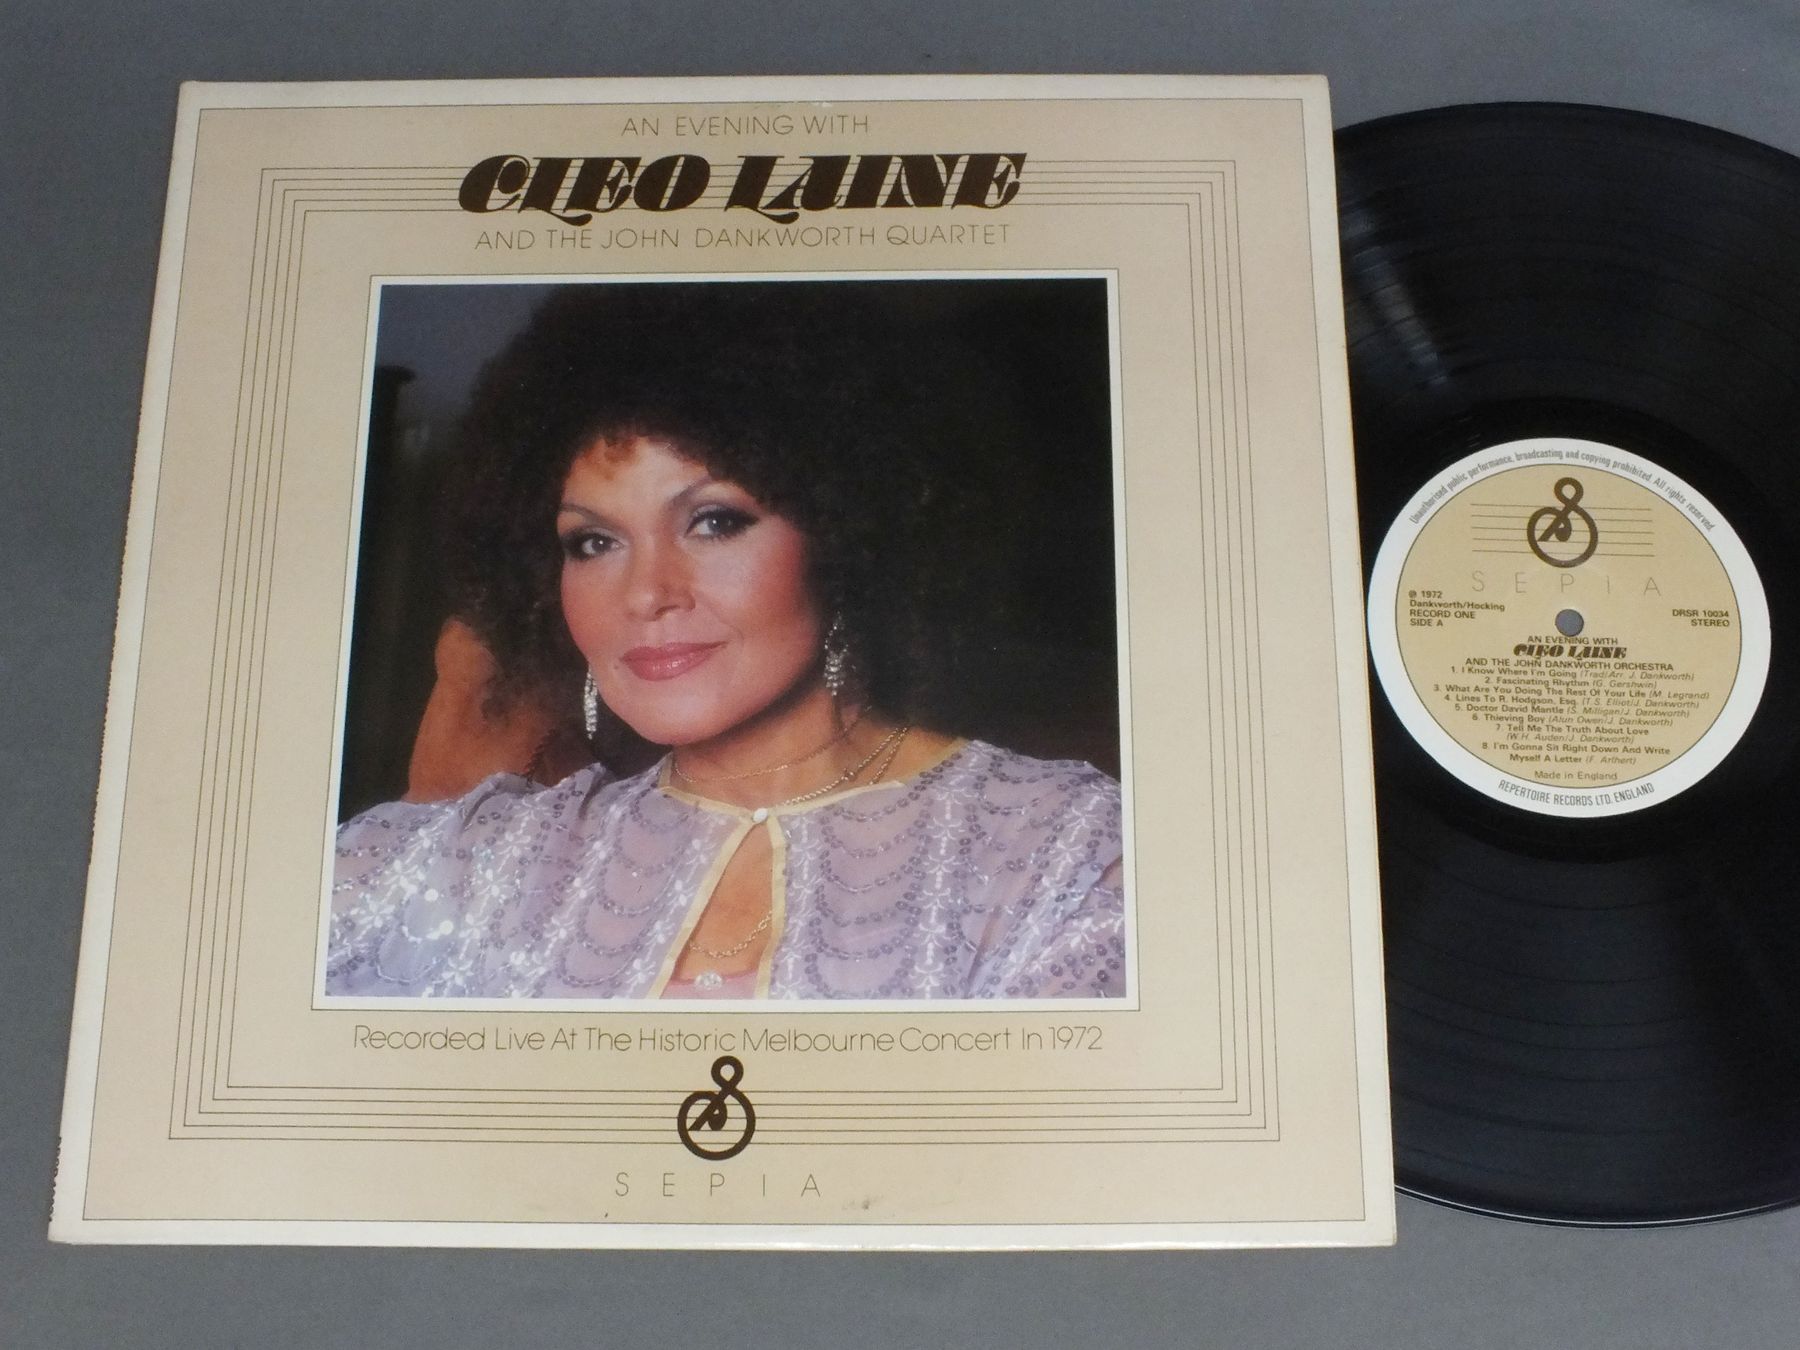 AN EVENING WITH
CLEO LAINE
AND THE JOHN DANKWORTH QUARTET
Recorded Live At The Historic Melbourne Concert In 1972
SEPIA
Unauthorised public performance, broadcasting and copying prohibited. All rights reserved.
SEPIA
℗ 1972
Dankworth/Hocking
RECORD ONE
SIDE A
DRSR 10034
STEREO
AN EVENING WITH
CLEO LAINE
AND THE JOHN DANKWORTH ORCHESTRA
1. I Know Where I'm Going (Trad/Arr. J. Dankworth)
2. Fascinating Rhythm (G. Gershwin)
3. What Are You Doing The Rest Of Your Life (M. Legrand)
4. Lines To R. Hodgson, Esq. (T.S. Elliot/J. Dankworth)
5. Doctor David Mantle (S. Milligan/J. Dankworth)
6. Thieving Boy (Alun Owen/J. Dankworth)
7. Tell Me The Truth About Love
(W.H. Auden/J. Dankworth)
8. I'm Gonna Sit Right Down And Write
Myself A Letter (F. Arlhert)
Made in England
REPERTOIRE RECORDS LTD. ENGLAND